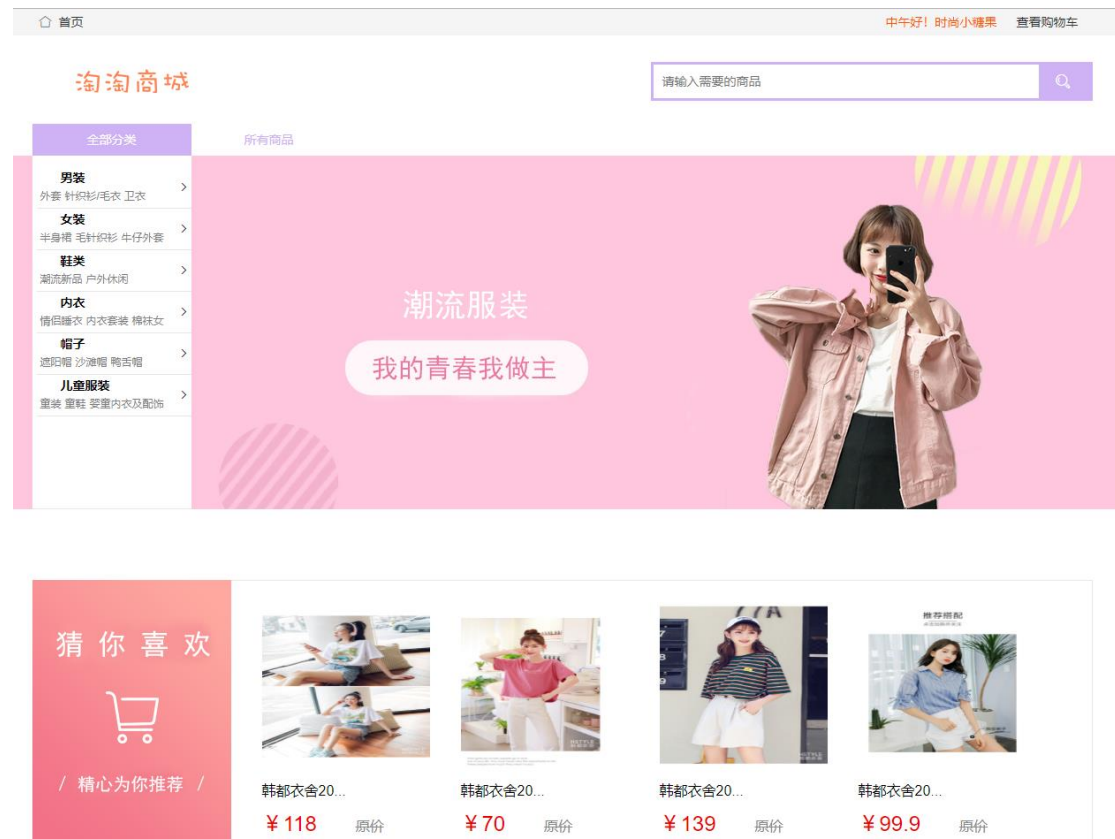 首页
中午好！时尚小糖果 查看购物车
淘淘商城
请输入需要的商品
全部分类
所有商品
男装
外套 针织衫/毛衣 卫衣
女装
半身裙 毛针织衫 牛仔外套
鞋类
潮流新品 户外休闲
内衣
情侣睡衣 内衣套装 棉袜女
帽子
遮阳帽 沙滩帽 鸭舌帽
儿童服装
童装 童鞋 婴童内衣及配饰
潮流服装
我的青春我做主
猜你喜欢
/ 精心为你推荐 /
推荐搭配
韩都衣舍20...
¥118 原价
韩都衣舍20...
¥70 原价
韩都衣舍20...
¥139 原价
韩都衣舍20...
¥99.9 原价